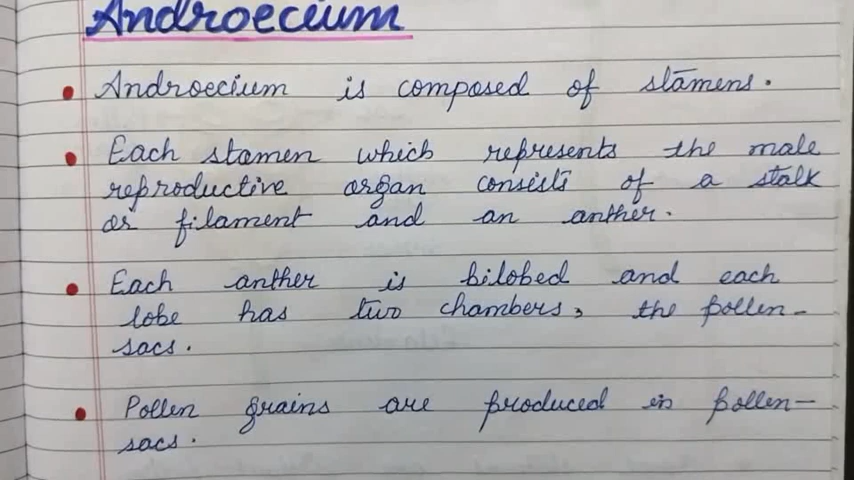 Androecium
• Androecium is composed of stamens.
• Each stamen which represents the male
reproductive organ consists of a stalk
or filament and an anther.
• Each anther is bilobed and each
lobe has two chambers, the pollen-
sacs.
• Pollen grains are produced in pollen-
sacs.